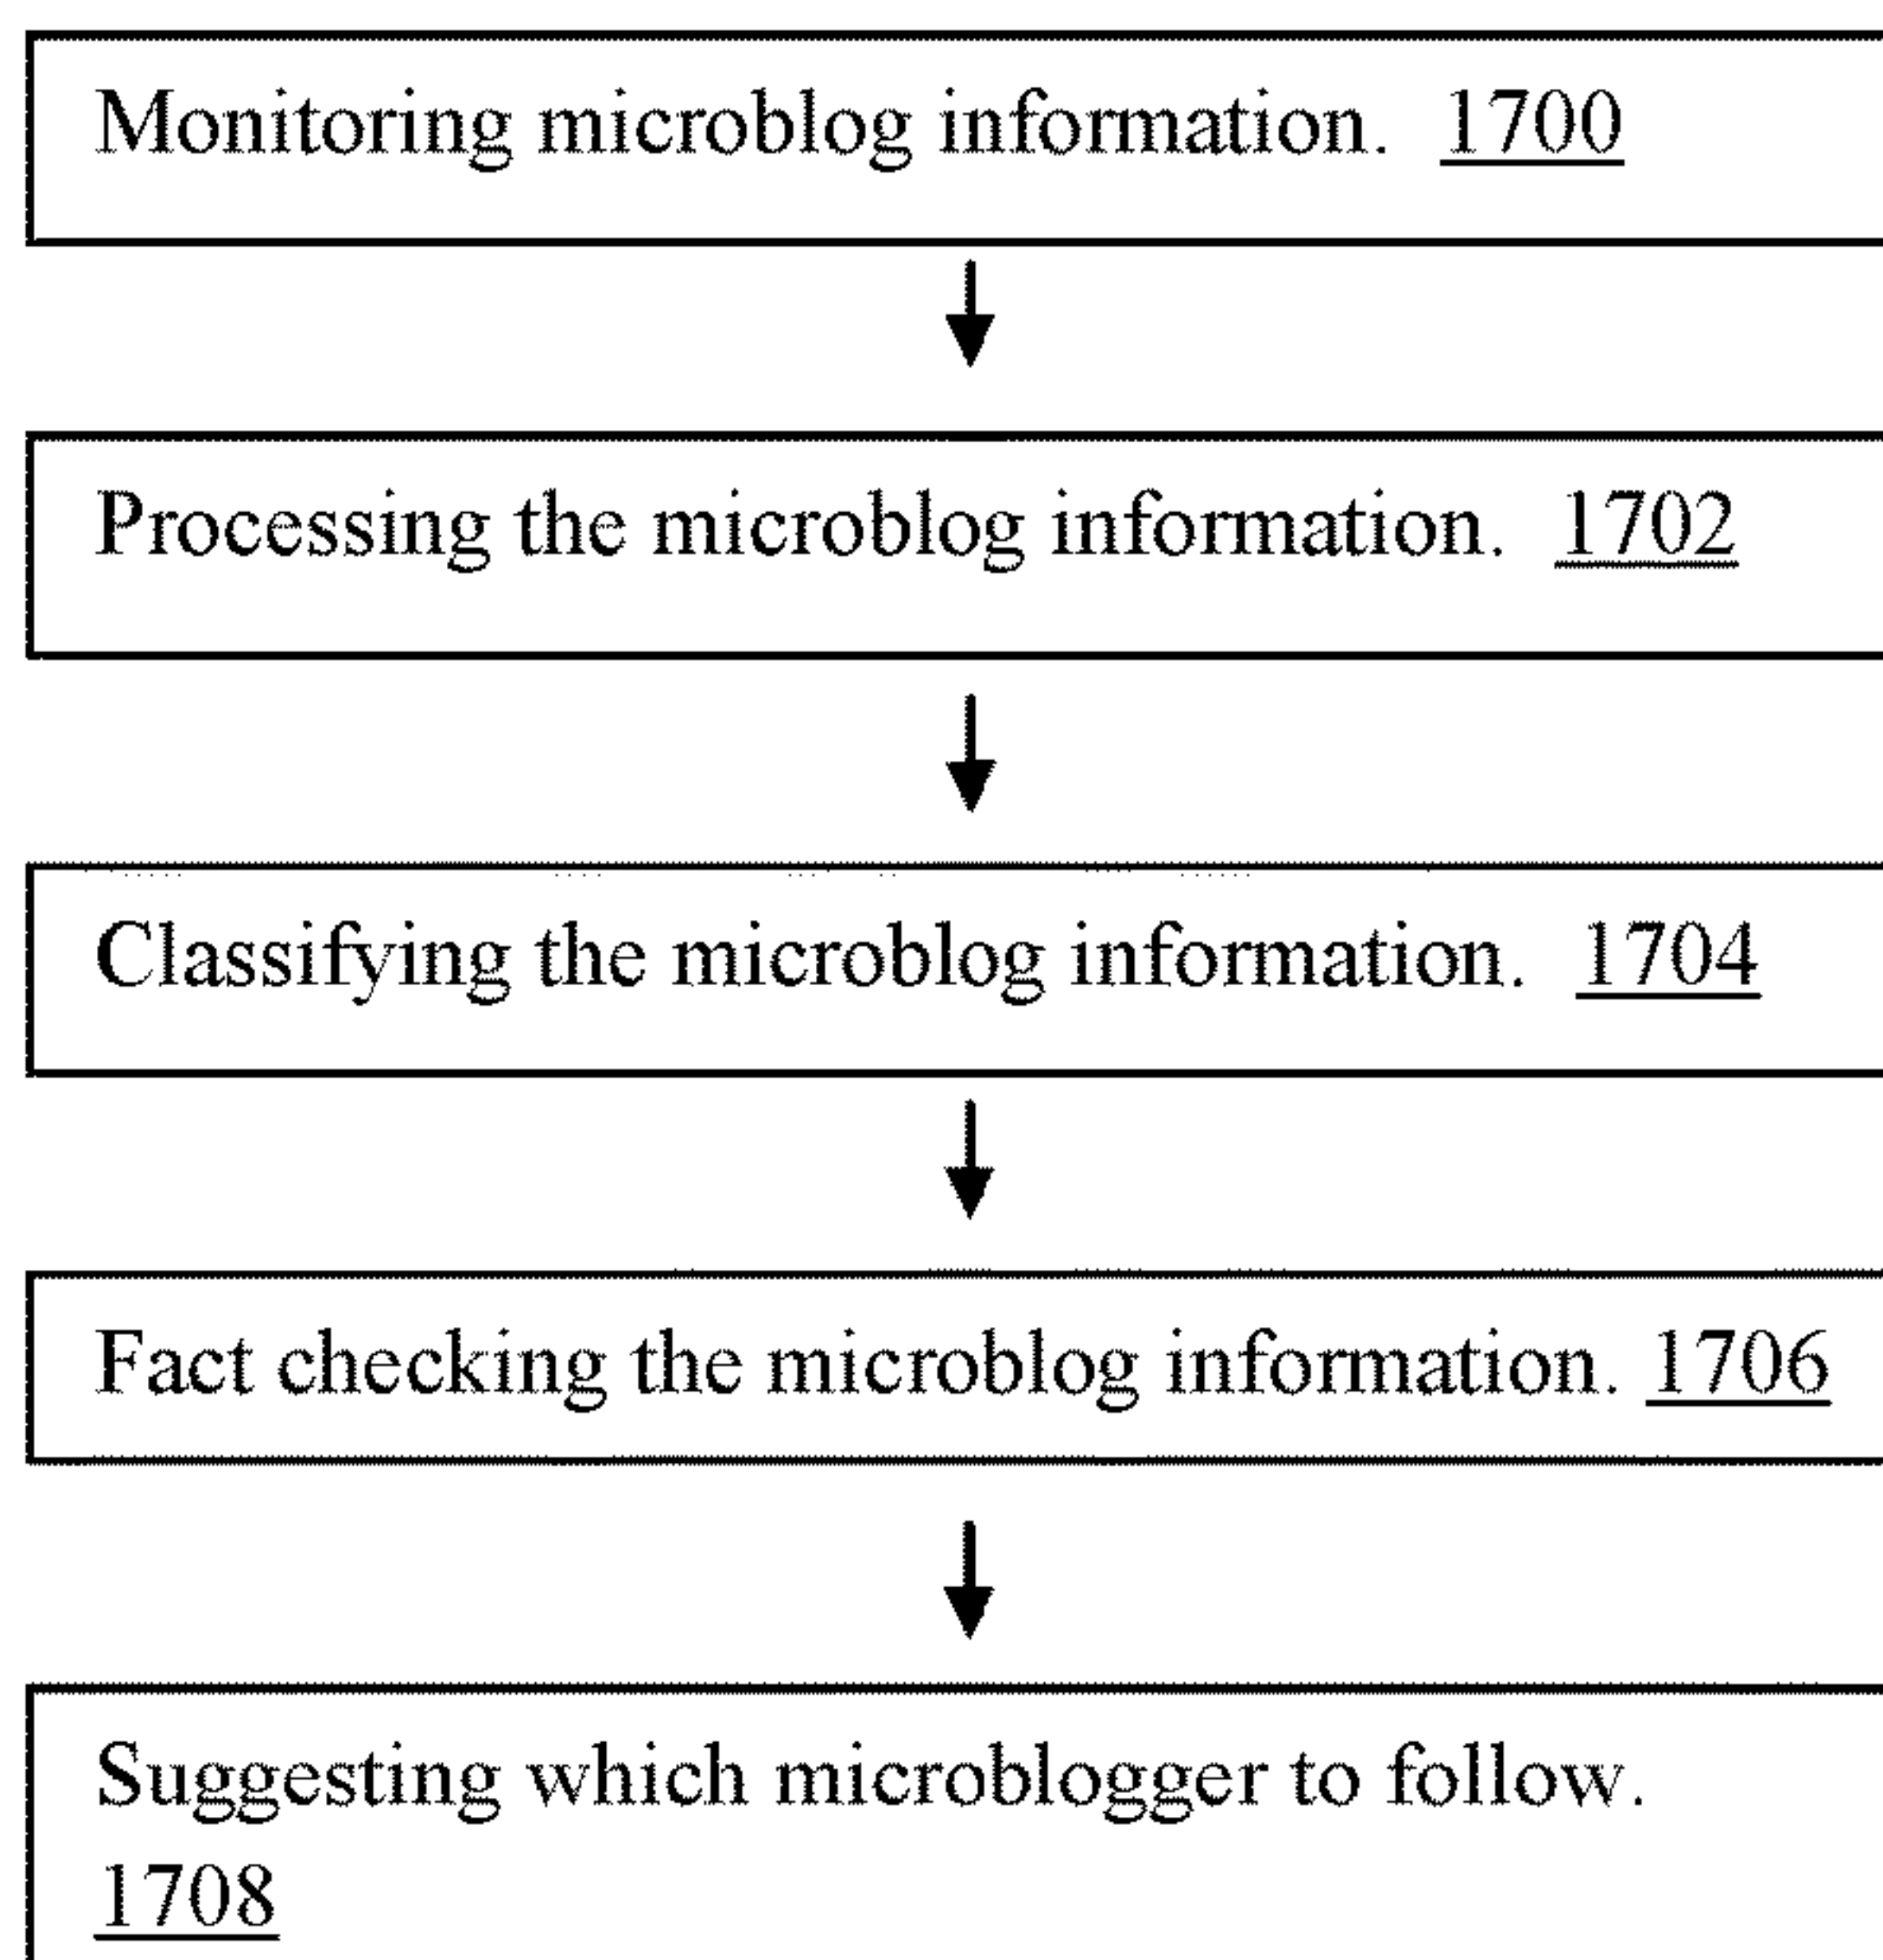 Monitoring microblog information. 1700
Processing the microblog information. 1702
Classifying the microblog information. 1704
Fact checking the microblog information. 1706
Suggesting which microblogger to follow.
1708